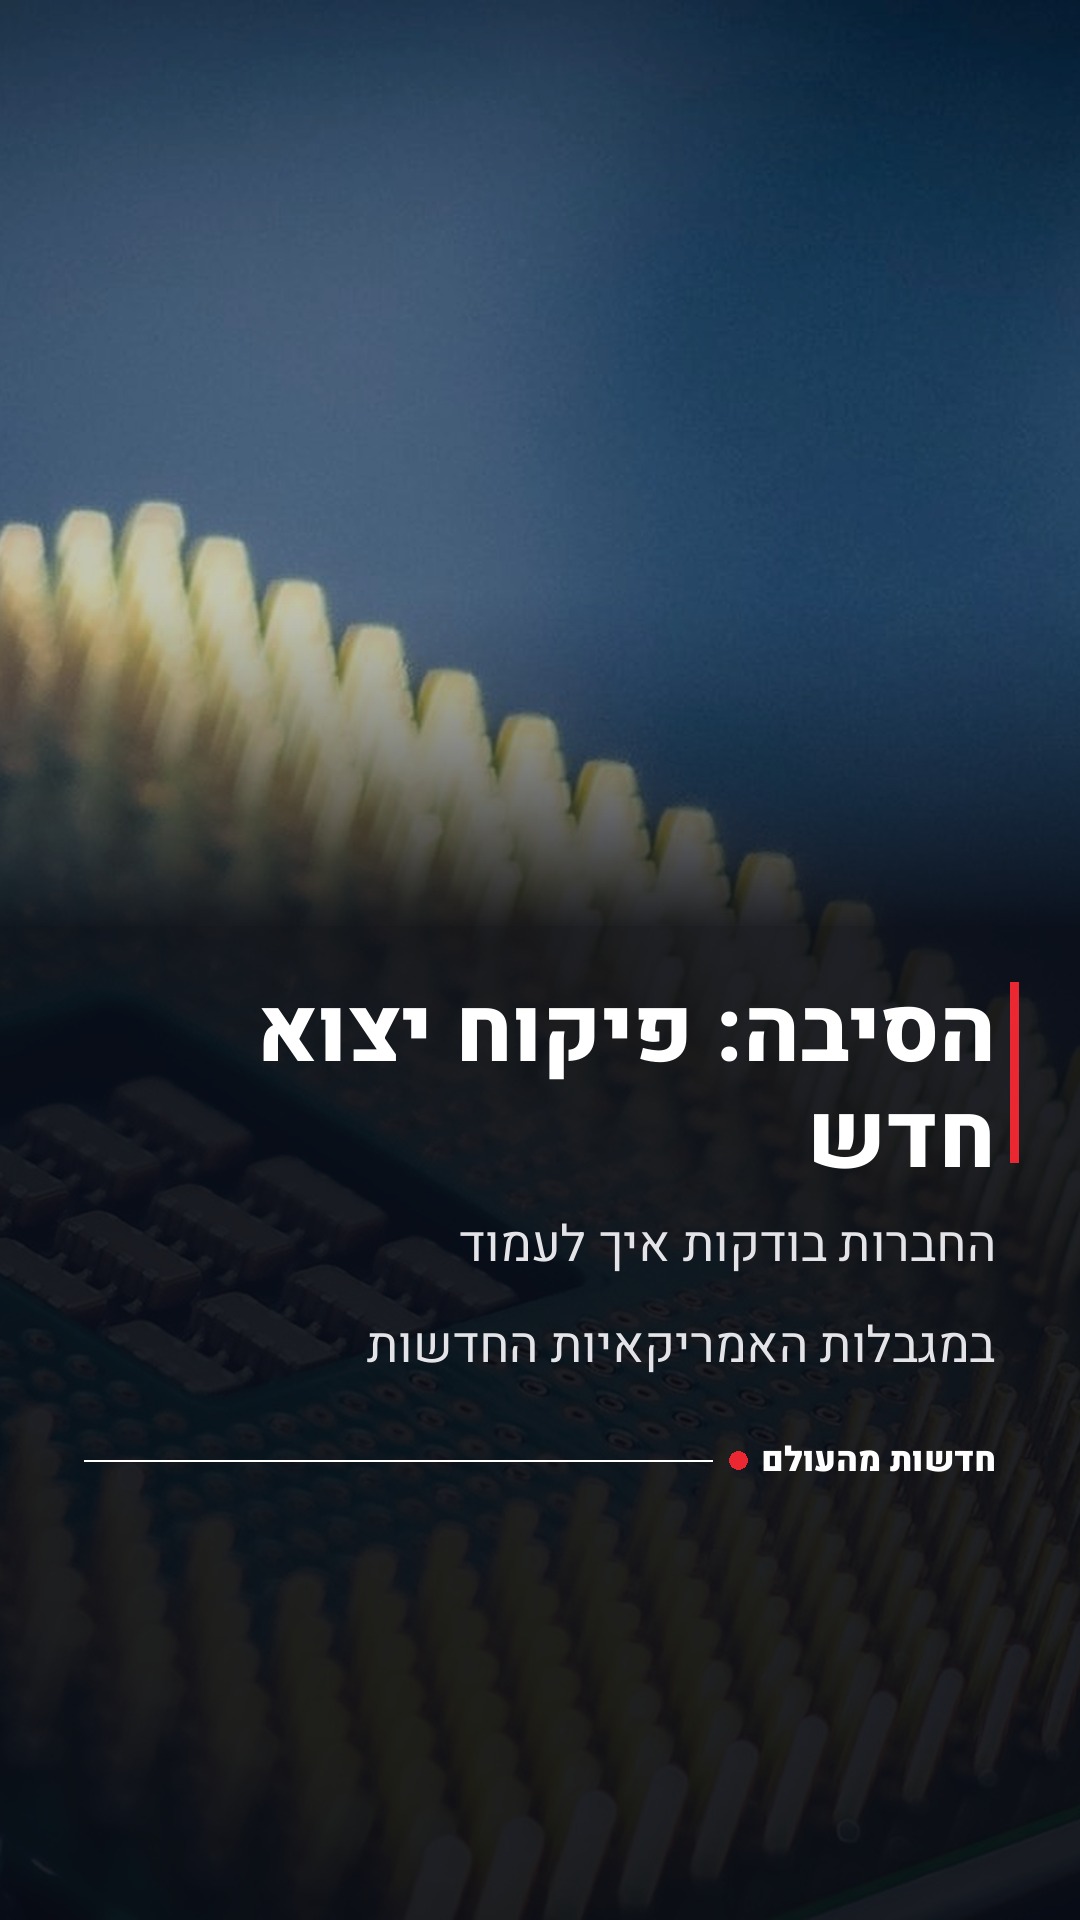 הסיבה: פיקוח יצוא
חדש
החברות בודקות איך לעמוד
במגבלות האמריקאיות החדשות
חדשות מהעולם